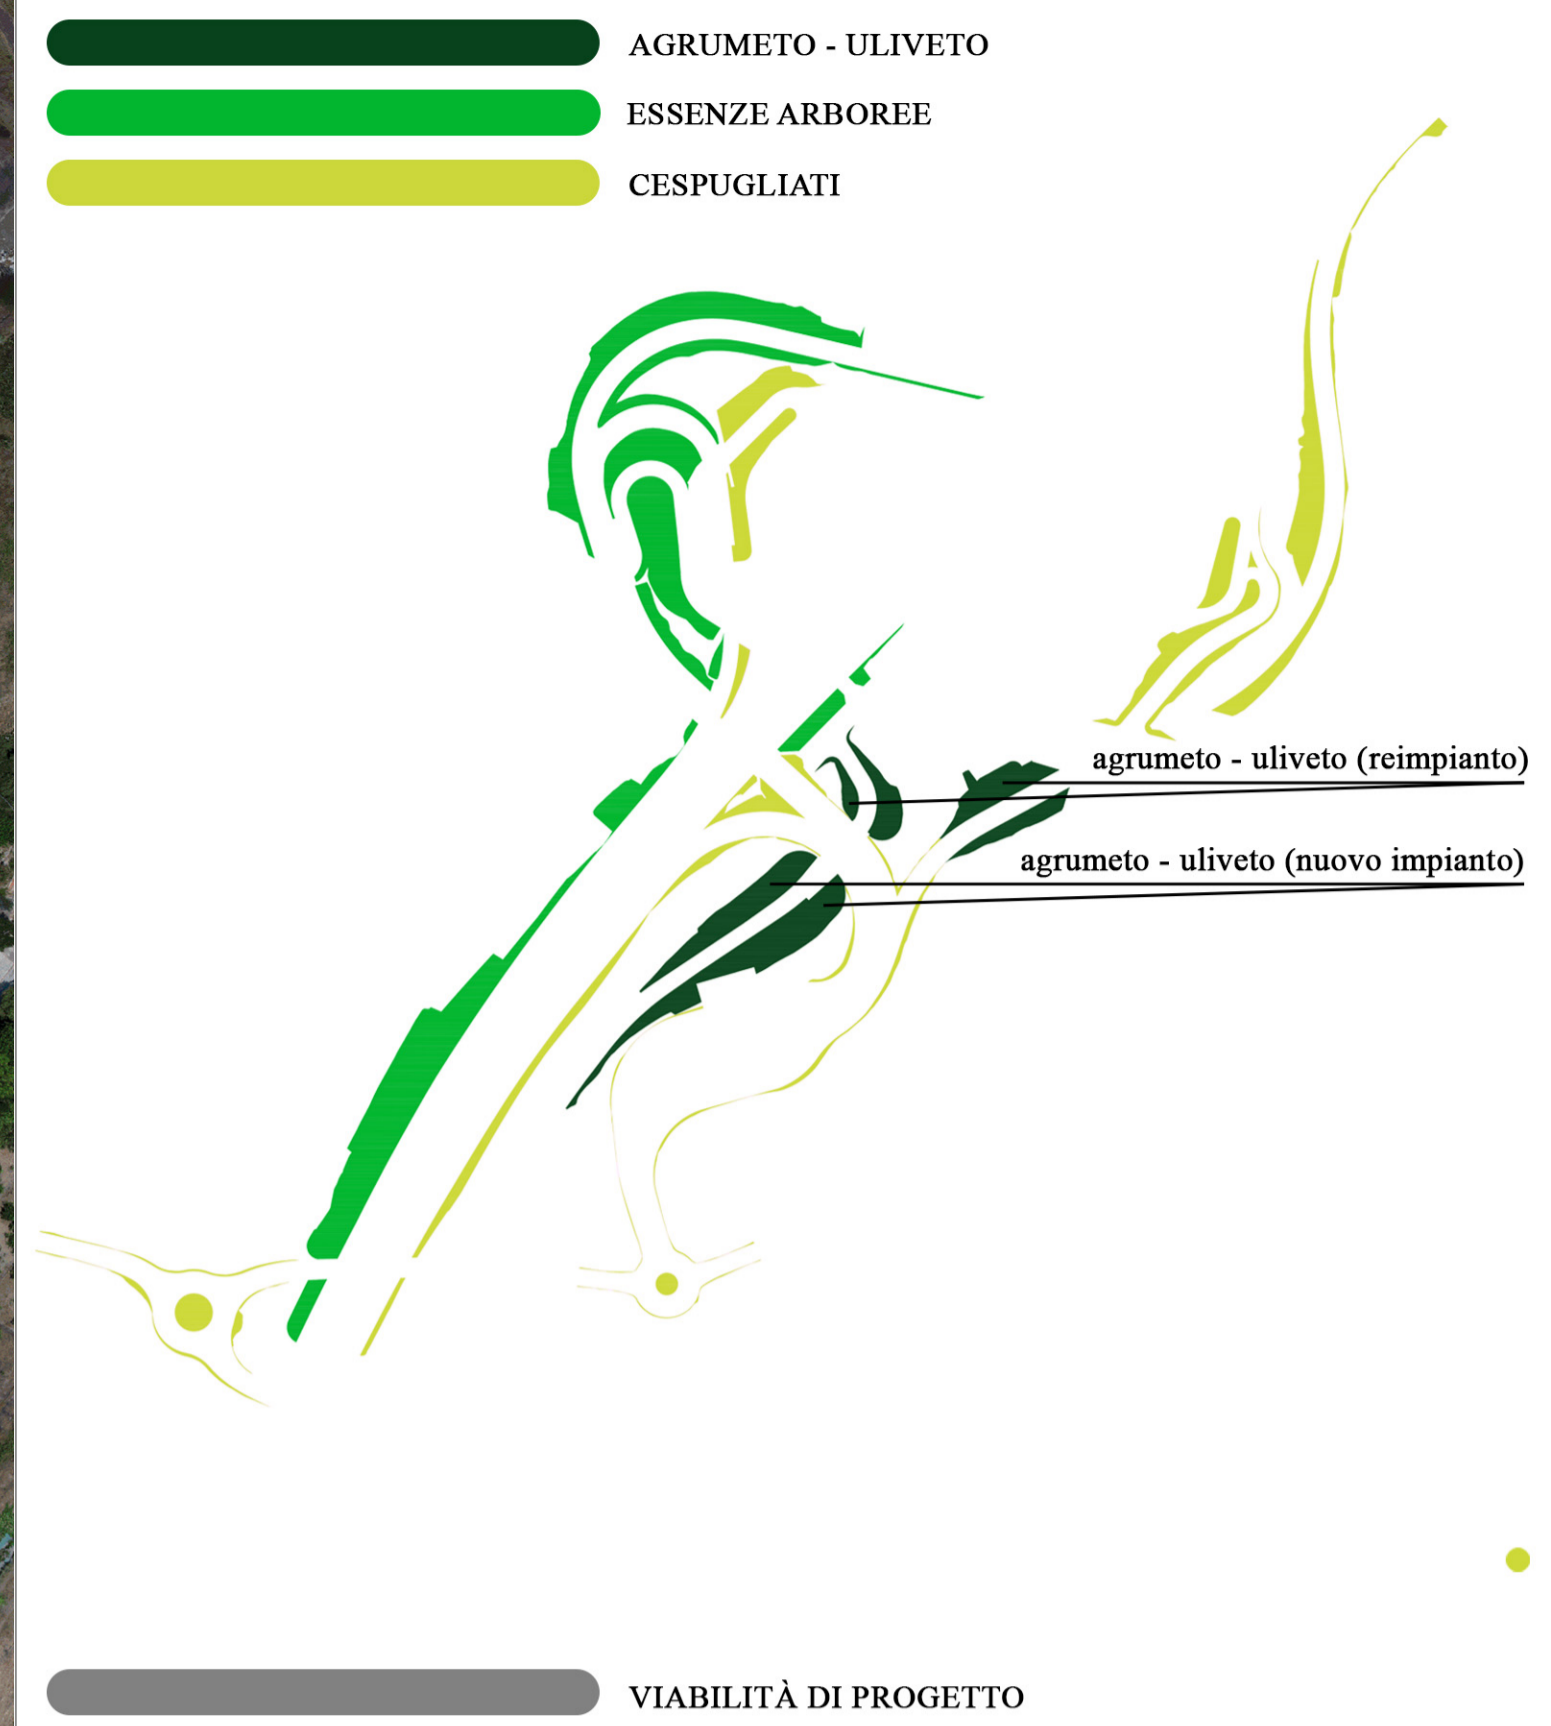 AGRUMETO - ULIVETO
ESSENZE ARBOREE
CESPUGLIATI
agrumeto - uliveto (reimpianto)
agrumeto - uliveto (nuovo impianto)
VIABILITÀ DI PROGETTO